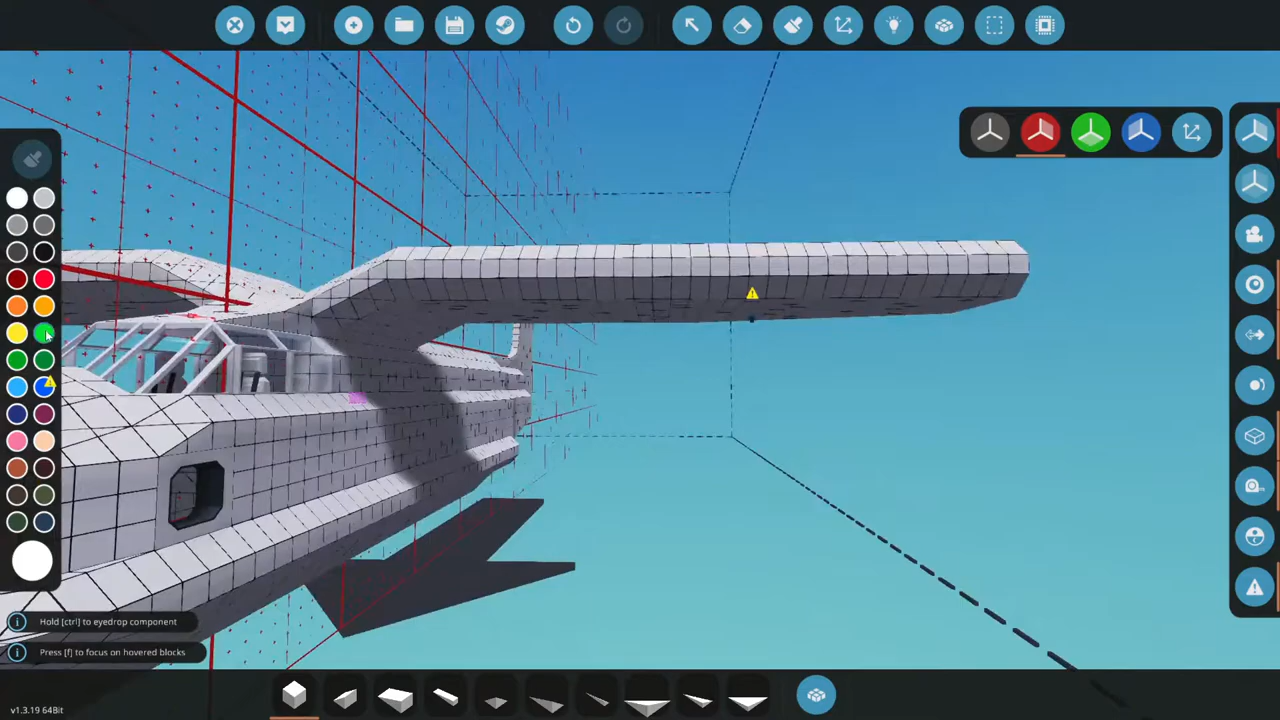 Hold [ctrl] to eyedrop component
Press [f] to focus on hovered blocks
v1.3.19 64Bit